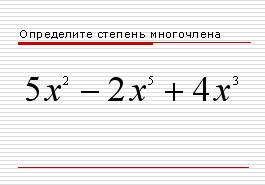 Определите степень многочлена
5x² − 2x⁵ + 4x³